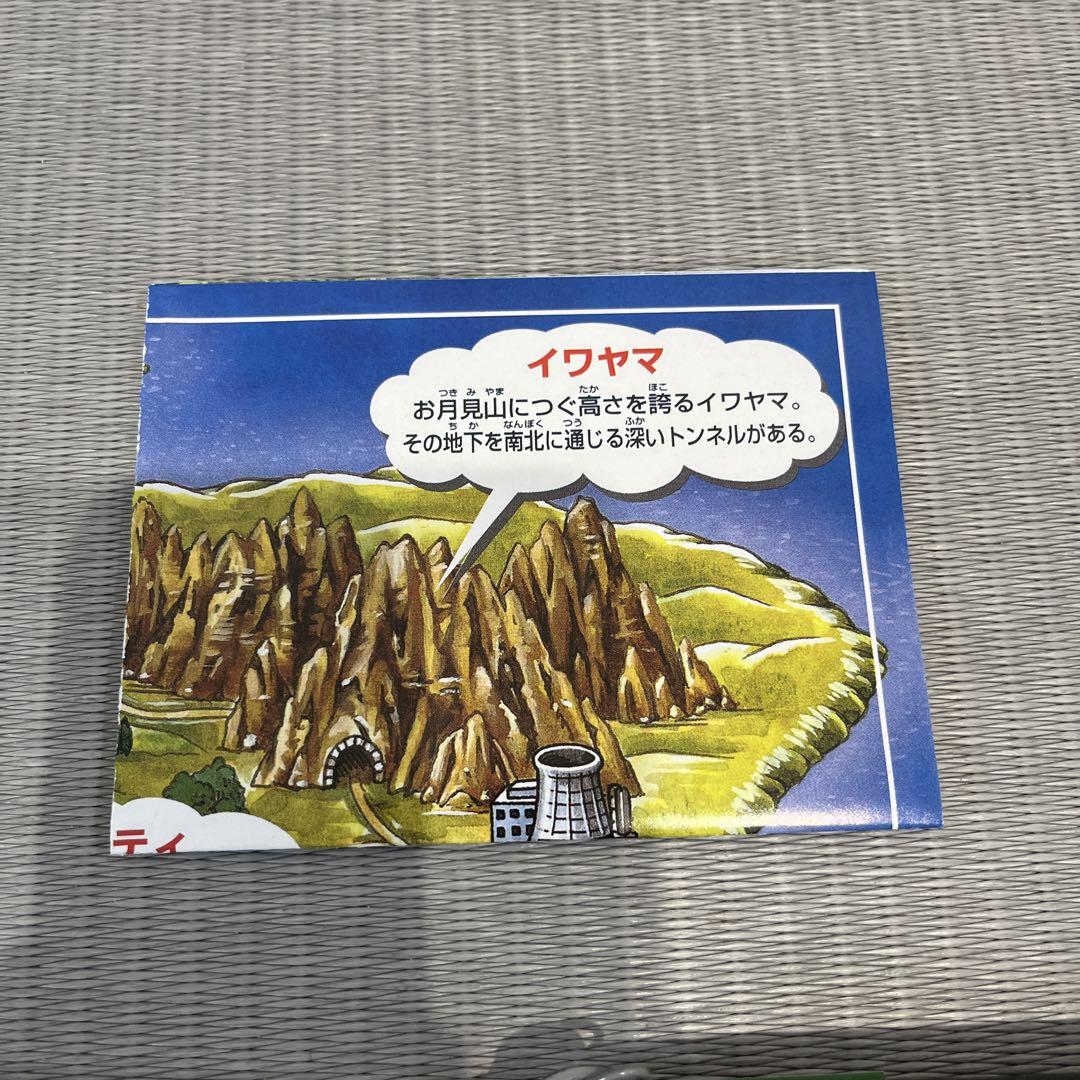 イワヤマ
お月見山につぐ高さを誇るイワヤマ。
その地下を南北に通じる深いトンネルがある。
ティ